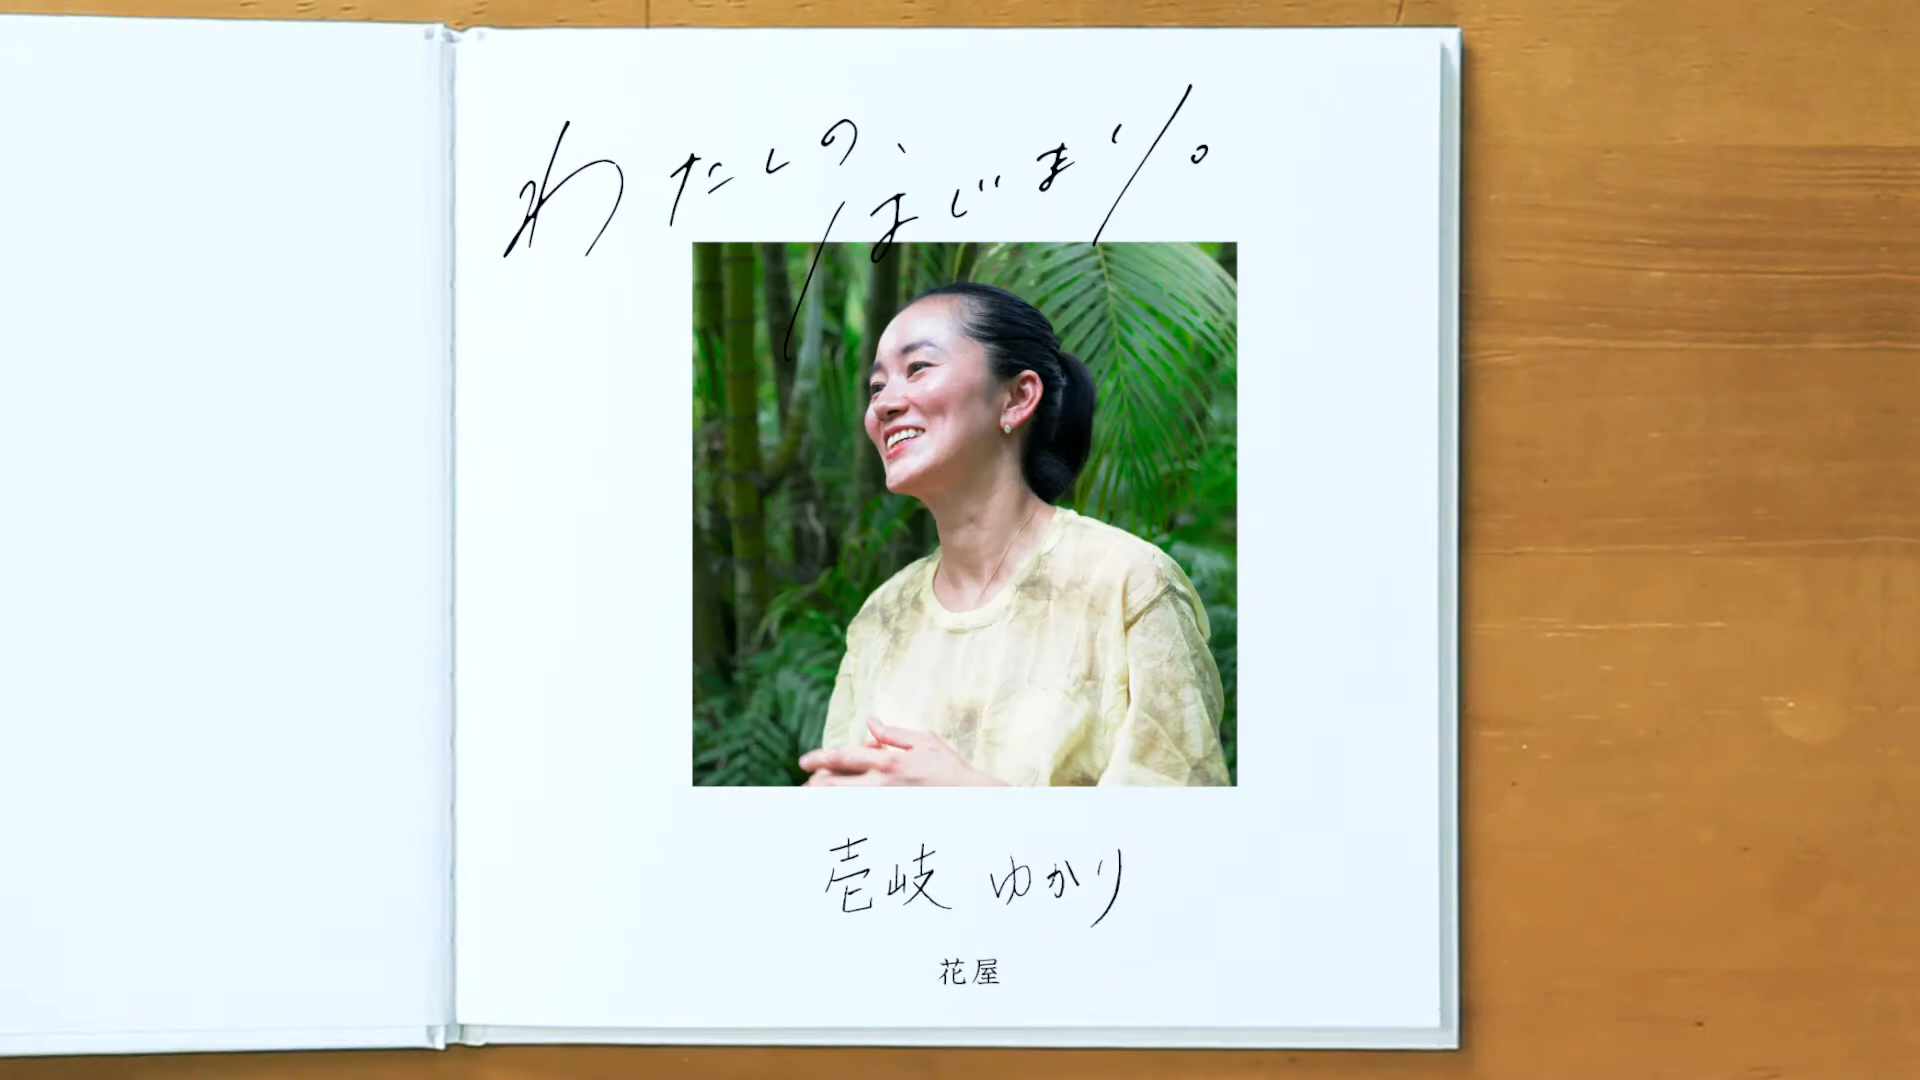 わたしの、
はじまり。
壱岐 ゆかり
花屋